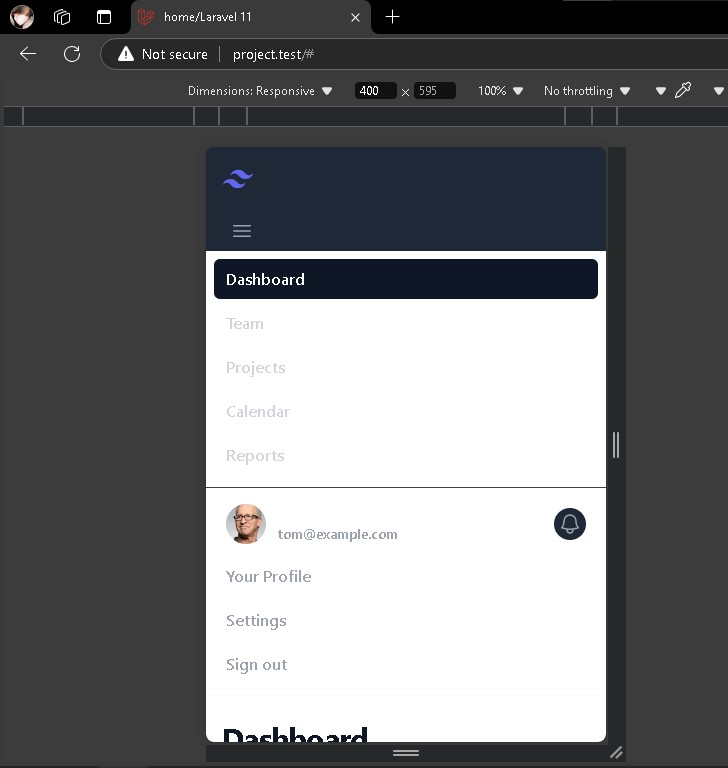 home/Laravel 11
Not secure
project.test/#
Dimensions: Responsive
400 × 595
100%
No throttling
Dashboard
Team
Projects
Calendar
Reports
tom@example.com
Your Profile
Settings
Sign out
Dashboard